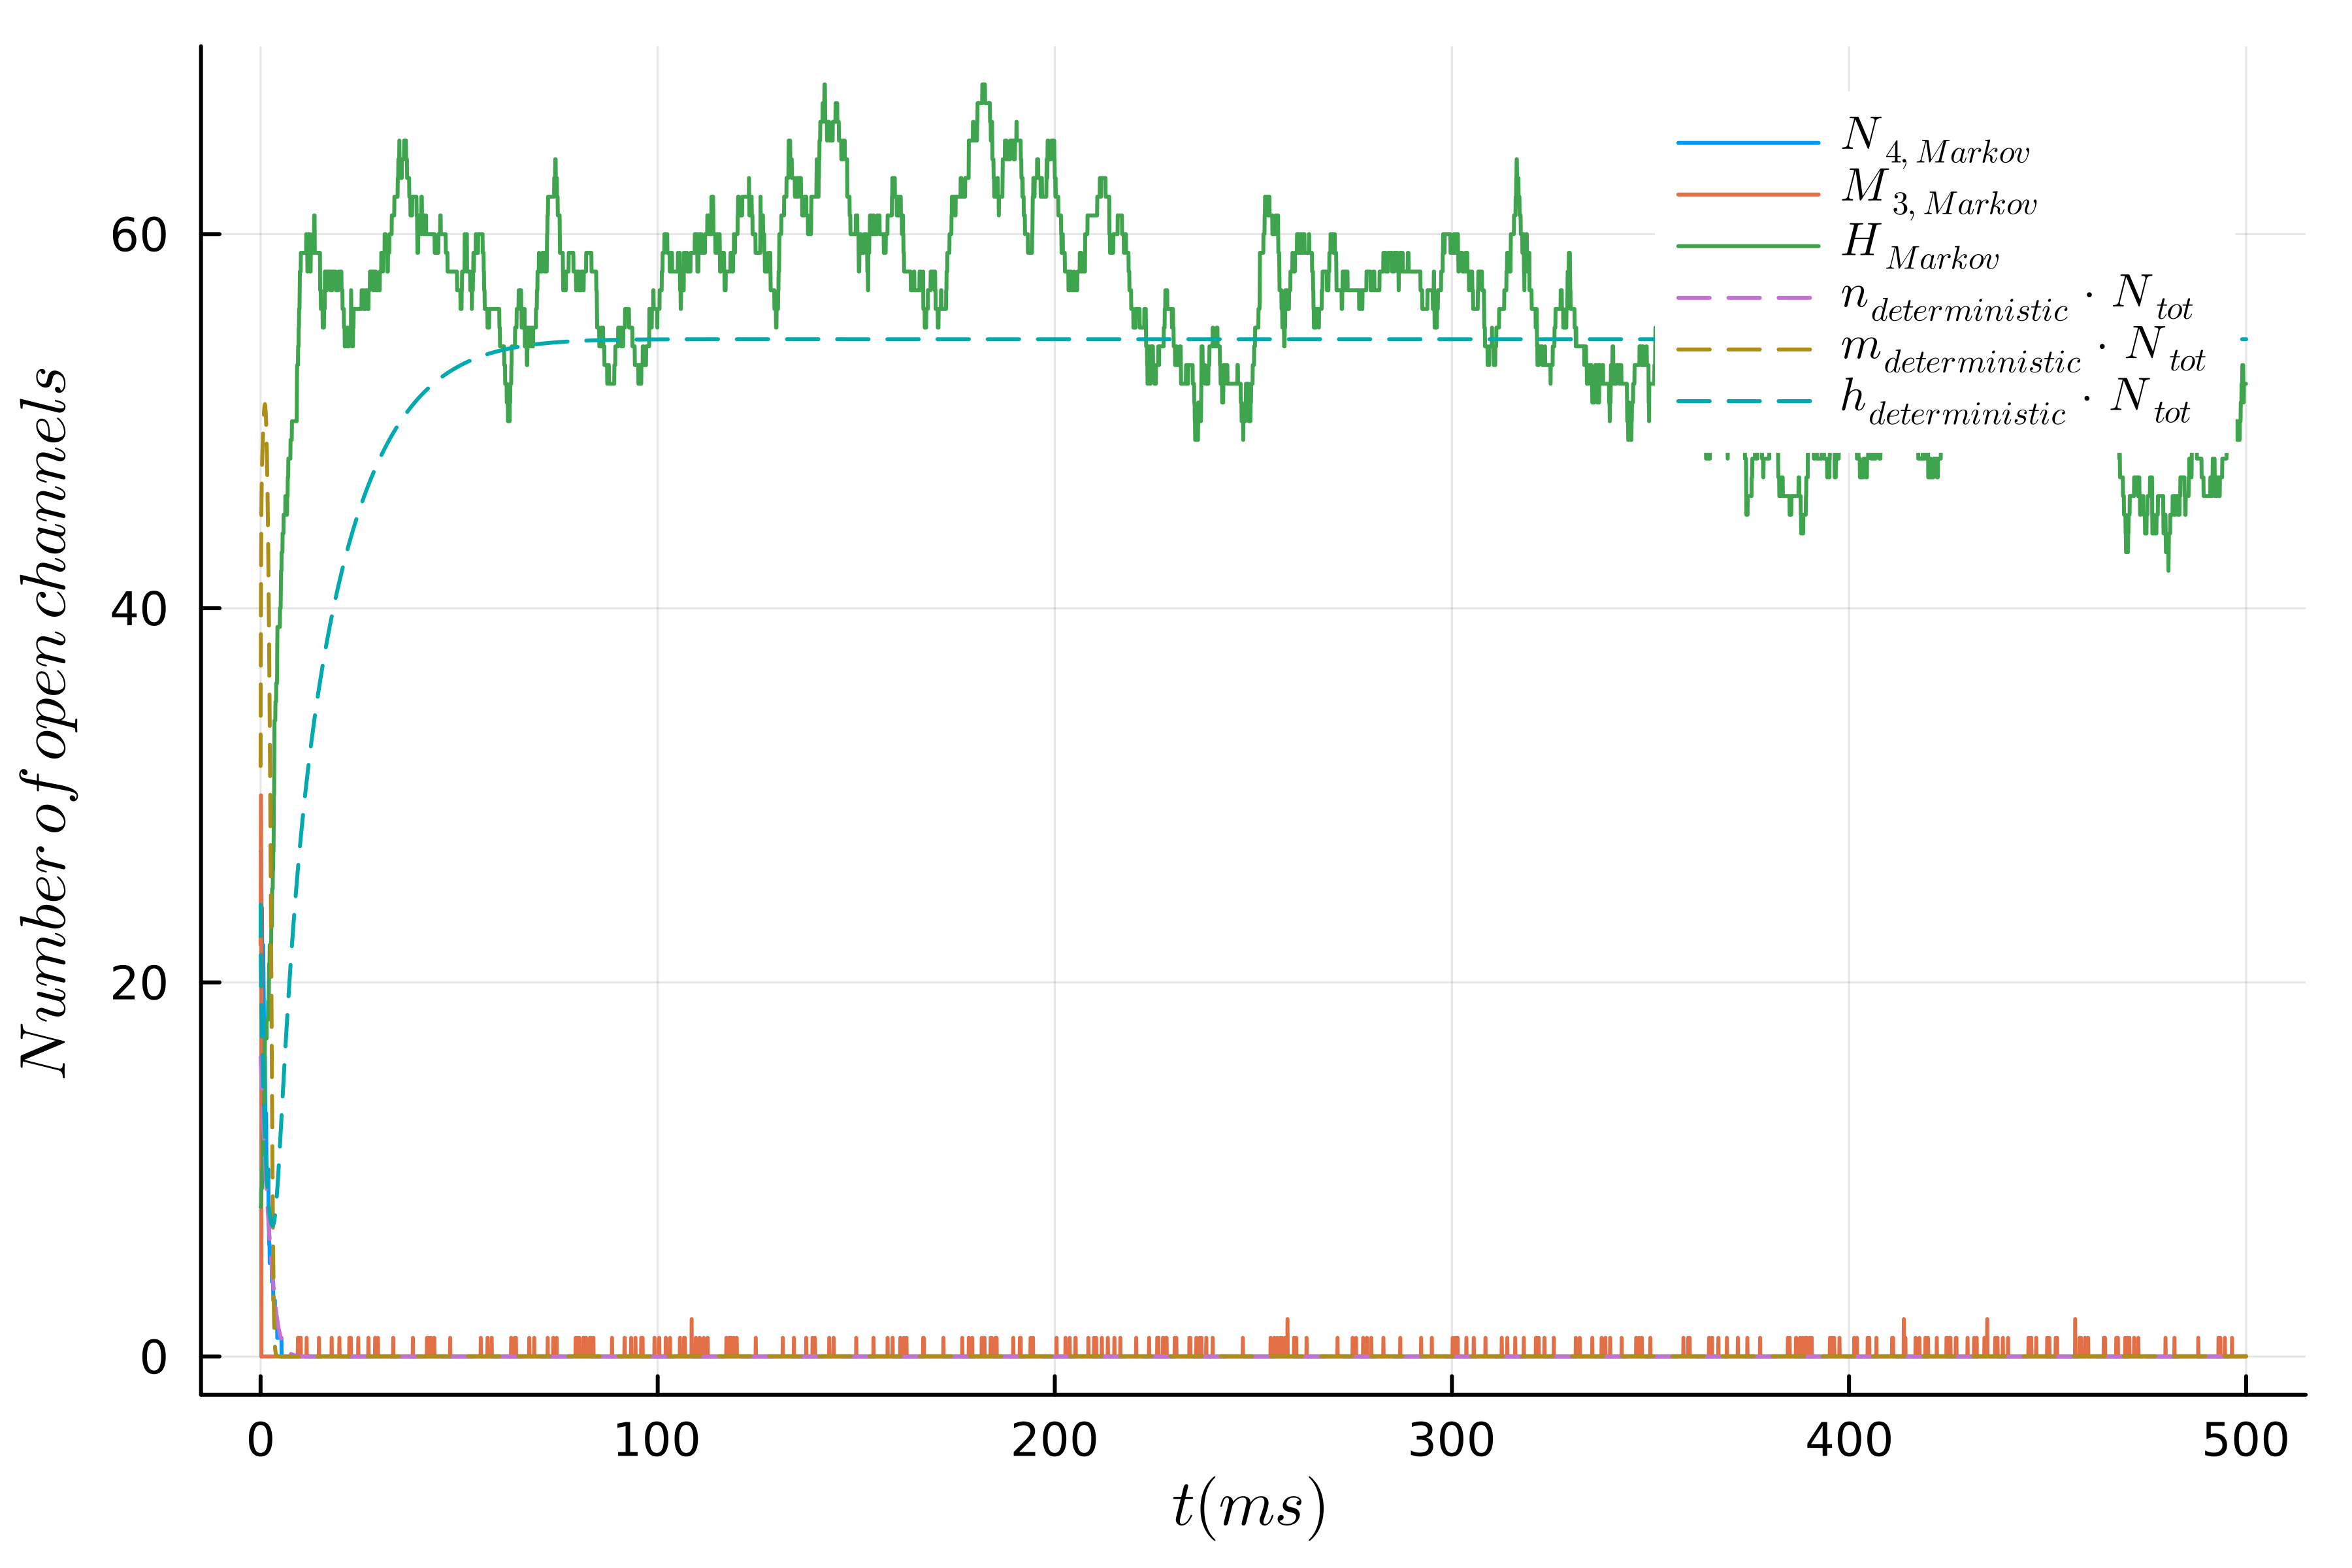 Number of open channels
60
40
20
0
0 100 200 300 400 500
t(ms)
N4, Markov
M3, Markov
HMarkov
ndeterministic · Ntot
mdeterministic · Ntot
hdeterministic · Ntot